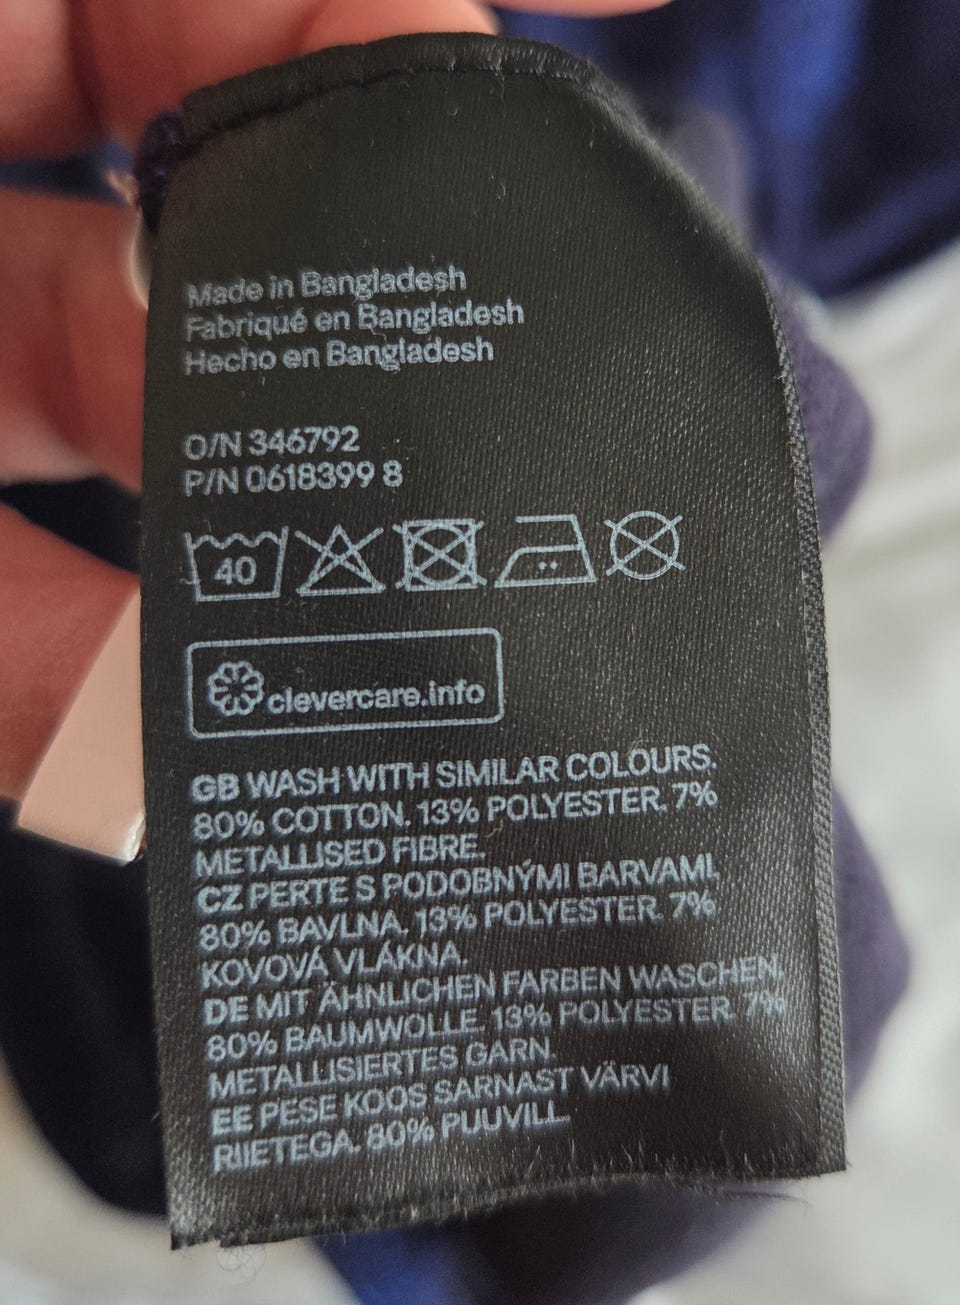 Made in Bangladesh
Fabriqué en Bangladesh
Hecho en Bangladesh
O/N 346792
P/N 0618399 8
40
clevercare.info
GB WASH WITH SIMILAR COLOURS.
80% COTTON. 13% POLYESTER. 7%
METALLISED FIBRE.
CZ PERTE S PODOBNÝMI BARVAMI.
80% BAVLNA. 13% POLYESTER. 7%
KOVOVÁ VLÁKNA.
DE MIT ÄHNLICHEN FARBEN WASCHEN.
80% BAUMWOLLE. 13% POLYESTER. 7%
METALLISIERTES GARN.
EE PESE KOOS SARNAST VÄRVI
RIIETEGA. 80% PUUVILL.